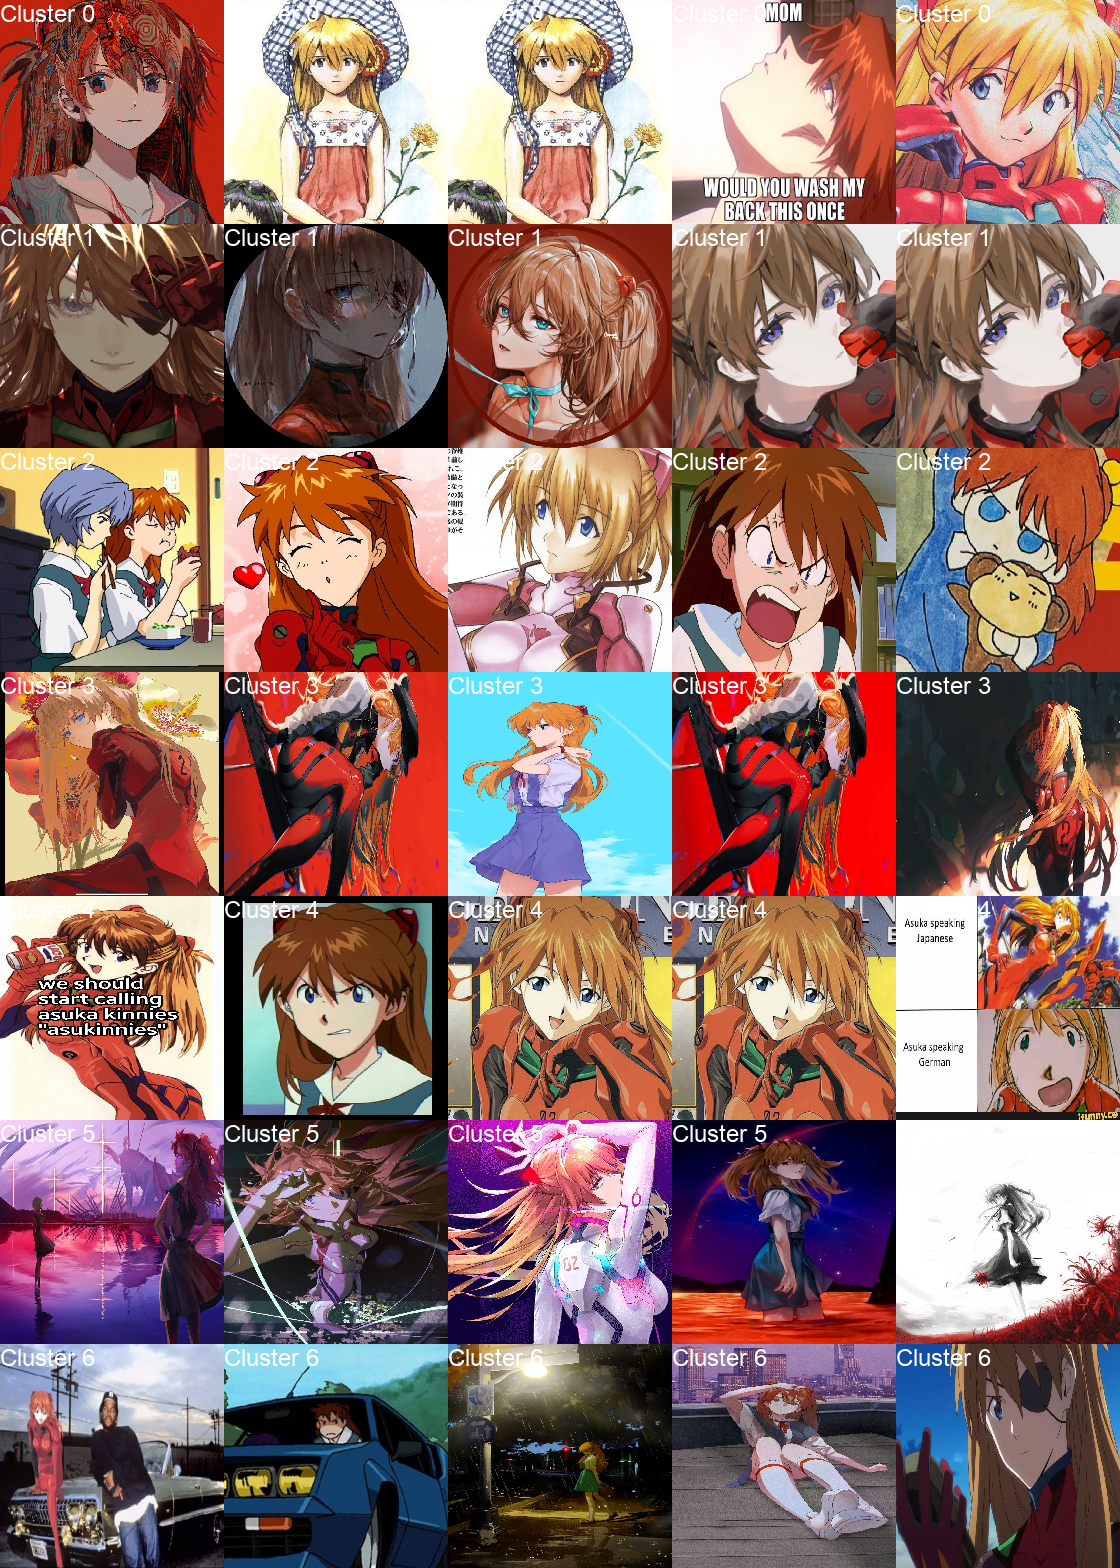 Cluster 0
Cluster 0
MOM
WOULD YOU WASH MY
BACK THIS ONCE
Cluster 0
Cluster 1
Cluster 1
Cluster 1
Cluster 1
Cluster 1
Cluster 2
Cluster 2
2
Cluster 2
Cluster 2
Cluster 3
Cluster 3
Cluster 3
Cluster 3
Cluster 3
Cluster 4
we should
start calling
asuka kinnies
"asukinnies"
Cluster 4
Cluster 4
Cluster 4
4
Asuka speaking
Japanese
Asuka speaking
German
Cluster 5
Cluster 5
Cluster 5
02
Cluster 5
Cluster 6
Cluster 6
Cluster 6
Cluster 6
Cluster 6